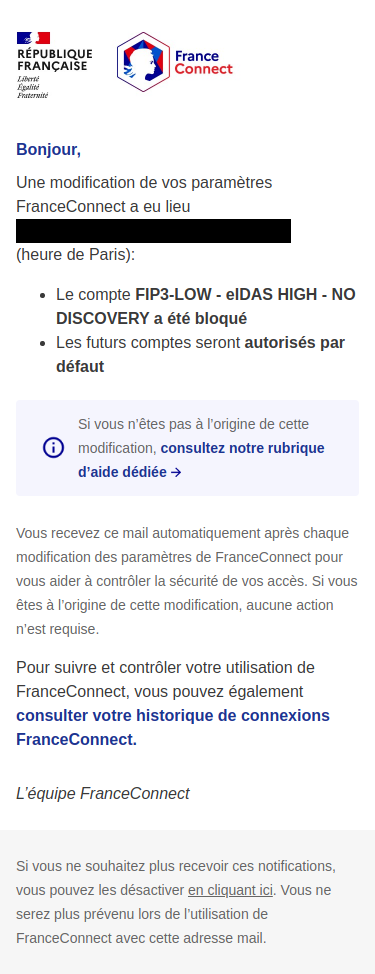 RÉPUBLIQUE
FRANÇAISE
Liberté
Égalité
Fraternité
France
Connect
Bonjour,
Une modification de vos paramètres
FranceConnect a eu lieu
(heure de Paris):
• Le compte FIP3-LOW - eIDAS HIGH - NO
DISCOVERY a été bloqué
• Les futurs comptes seront autorisés par
défaut
Si vous n’êtes pas à l’origine de cette
modification, consultez notre rubrique
d’aide dédiée →
Vous recevez ce mail automatiquement après chaque
modification des paramètres de FranceConnect pour
vous aider à contrôler la sécurité de vos accès. Si vous
êtes à l’origine de cette modification, aucune action
n’est requise.
Pour suivre et contrôler votre utilisation de
FranceConnect, vous pouvez également
consulter votre historique de connexions
FranceConnect.
L’équipe FranceConnect
Si vous ne souhaitez plus recevoir ces notifications,
vous pouvez les désactiver en cliquant ici. Vous ne
serez plus prévenu lors de l’utilisation de
FranceConnect avec cette adresse mail.